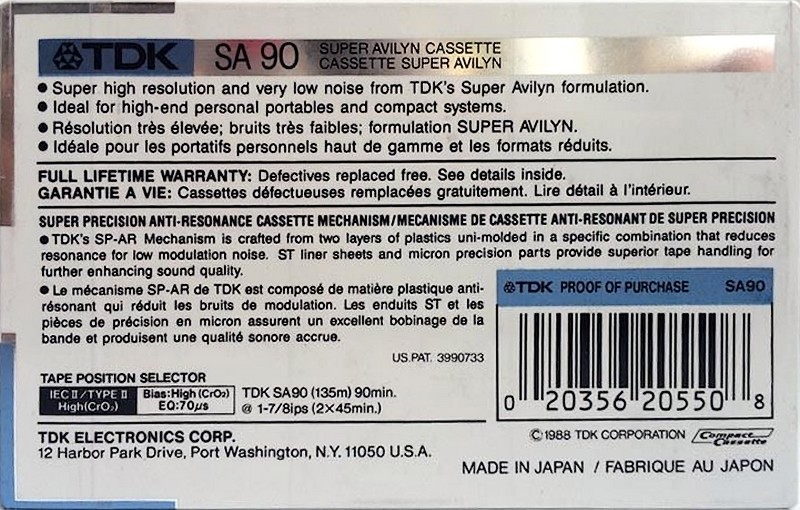 TDK SA 90 SUPER AVILYN CASSETTE
CASSETTE SUPER AVILYN
● Super high resolution and very low noise from TDK's Super Avilyn formulation.
● Ideal for high-end personal portables and compact systems.
● Résolution très élevée; bruits très faibles; formulation SUPER AVILYN.
● Idéale pour les portatifs personnels haut de gamme et les formats réduits.
FULL LIFETIME WARRANTY: Defectives replaced free. See details inside.
GARANTIE A VIE: Cassettes défectueuses remplacées gratuitement. Lire détail à l'intérieur.
SUPER PRECISION ANTI-RESONANCE CASSETTE MECHANISM/MECANISME DE CASSETTE ANTI-RESONANT DE SUPER PRECISION
● TDK's SP-AR Mechanism is crafted from two layers of plastics uni-molded in a specific combination that reduces
resonance for low modulation noise. ST liner sheets and micron precision parts provide superior tape handling for
further enhancing sound quality.
● Le mécanisme SP-AR de TDK est composé de matière plastique anti-
résonant qui réduit les bruits de modulation. Les enduits ST et les
pièces de précision en micron assurent un excellent bobinage de la
bande et produisent une qualité sonore accrue.
US.PAT. 3990733
TDK PROOF OF PURCHASE SA90
0 20356 20550 8
TAPE POSITION SELECTOR
IEC II/TYPE II
High(CrO₂)
Bias:High(CrO₂)
EQ:70μs
TDK SA90 (135m) 90min.
@ 1-7/8ips (2×45min.)
TDK ELECTRONICS CORP.
12 Harbor Park Drive, Port Washington, N.Y. 11050 U.S.A.
©1988 TDK CORPORATION Compact Cassette
MADE IN JAPAN / FABRIQUE AU JAPON